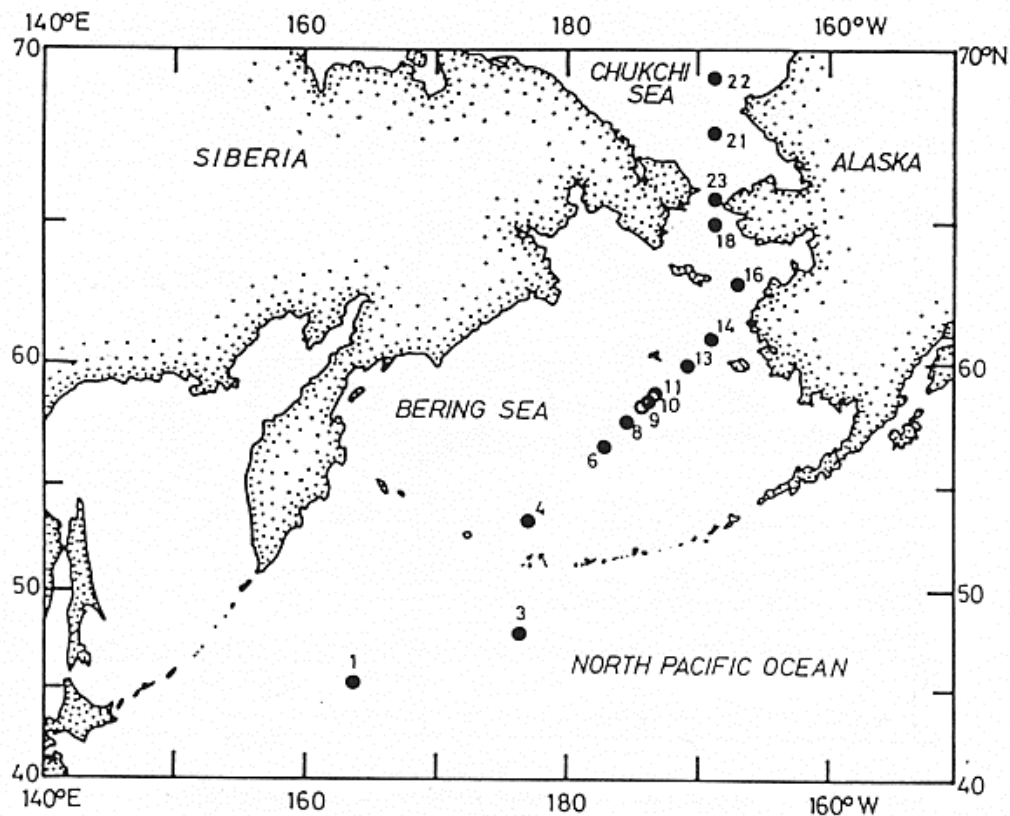 140°E 160 180 160°W
70 70°N
CHUKCHI
SEA
22
21
SIBERIA ALASKA
23
18
16
14
60 13 60
11
BERING SEA 10
9
8
6
4
50 50
3
1 NORTH PACIFIC OCEAN
40 40
140°E 160 180 160°W